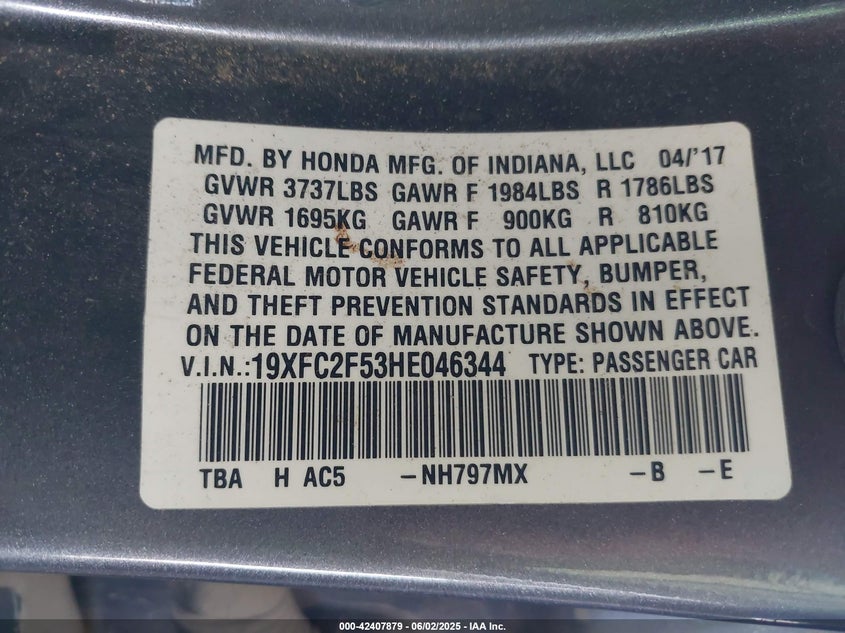 MFD. BY HONDA MFG. OF INDIANA, LLC 04/'17
GVWR 3737LBS GAWR F 1984LBS R 1786LBS
GVWR 1695KG GAWR F 900KG R 810KG
THIS VEHICLE CONFORMS TO ALL APPLICABLE
FEDERAL MOTOR VEHICLE SAFETY, BUMPER,
AND THEFT PREVENTION STANDARDS IN EFFECT
ON THE DATE OF MANUFACTURE SHOWN ABOVE.
V.I.N.:19XFC2F53HE046344 TYPE: PASSENGER CAR
TBA H AC5 -NH797MX -B -E
000-42407879 - 06/02/2025 - IAA Inc.